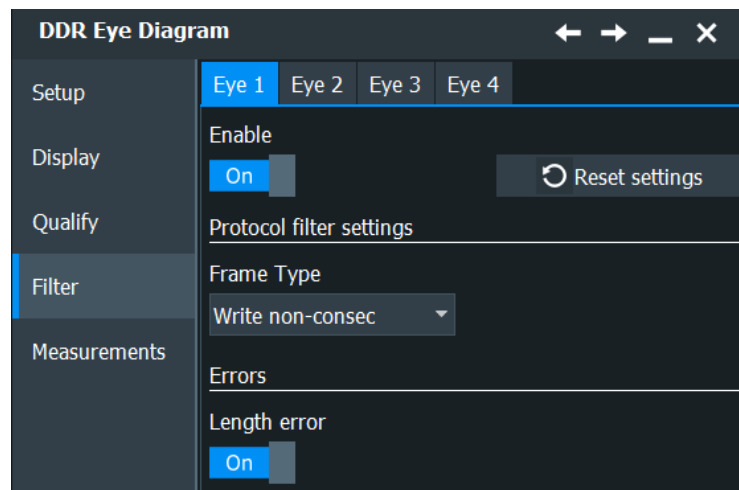 DDR Eye Diagram
Setup
Display
Qualify
Filter
Measurements
Eye 1 Eye 2 Eye 3 Eye 4
Enable
On
Reset settings
Protocol filter settings
Frame Type
Write non-consec
Errors
Length error
On